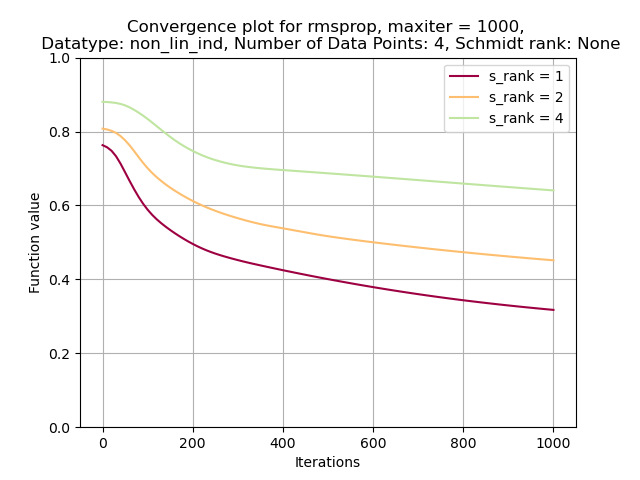 Convergence plot for rmsprop, maxiter = 1000,
Datatype: non_lin_ind, Number of Data Points: 4, Schmidt rank: None
s_rank = 1
s_rank = 2
s_rank = 4
Function value
1.0
0.8
0.6
0.4
0.2
0.0
0 200 400 600 800 1000
Iterations